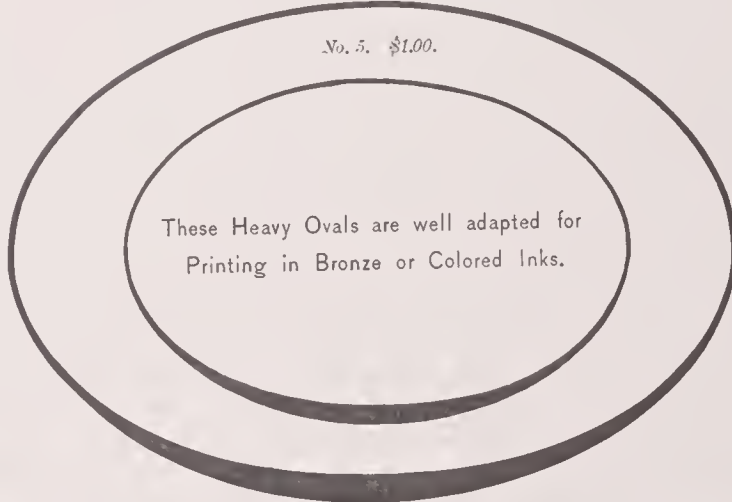 No. 5. $1.00.
These Heavy Ovals are well adapted for
Printing in Bronze or Colored Inks.